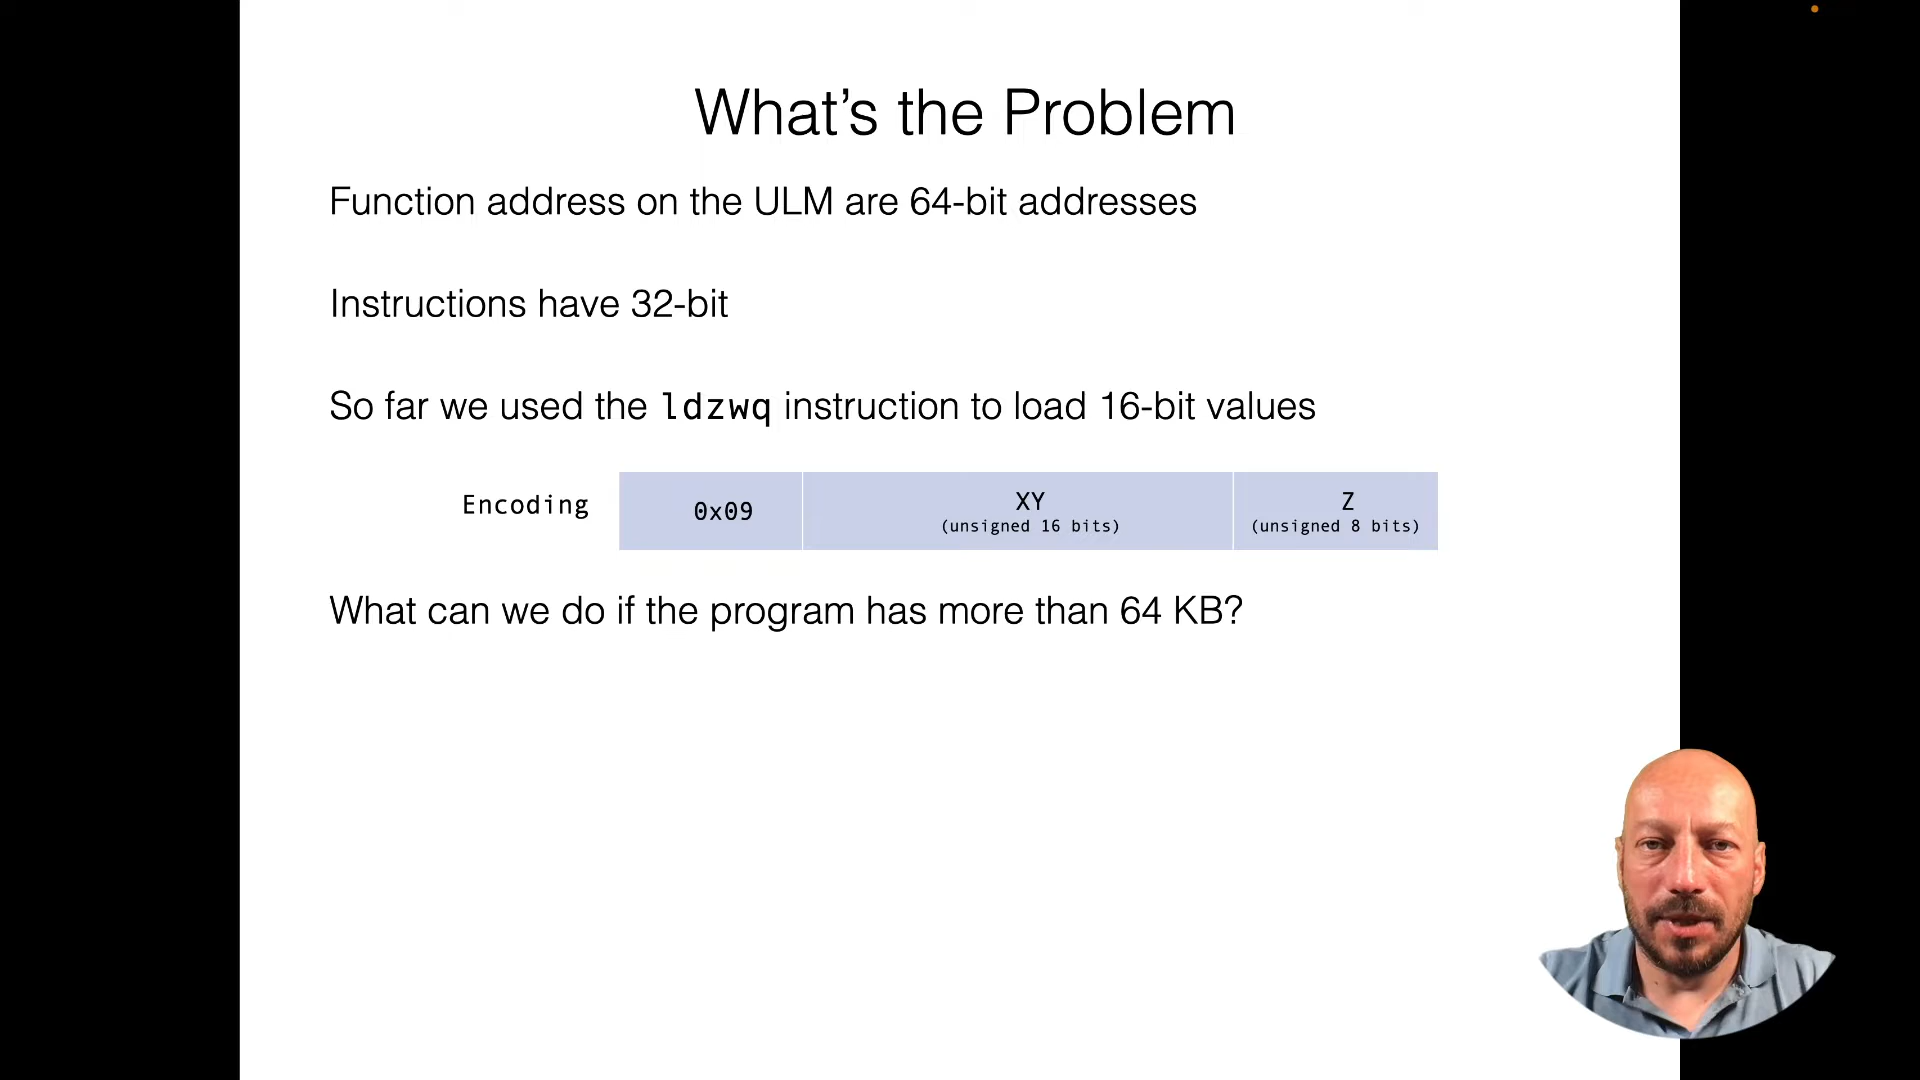 What’s the Problem
Function address on the ULM are 64-bit addresses
Instructions have 32-bit
So far we used the ldzwq instruction to load 16-bit values
Encoding 0x09 XY Z
(unsigned 16 bits) (unsigned 8 bits)
What can we do if the program has more than 64 KB?